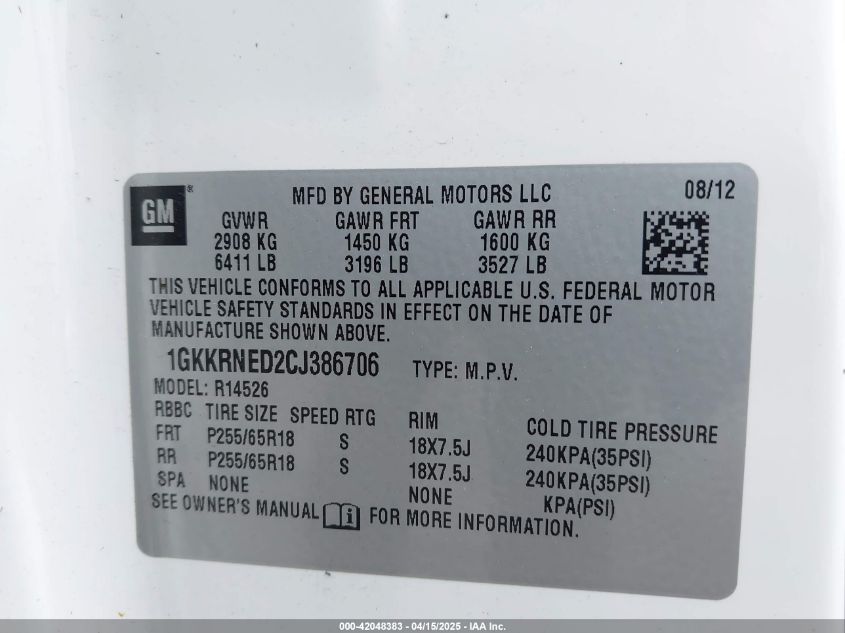 GM ®
MFD BY GENERAL MOTORS LLC 08/12
GVWR GAWR FRT GAWR RR
2908 KG 1450 KG 1600 KG
6411 LB 3196 LB 3527 LB
THIS VEHICLE CONFORMS TO ALL APPLICABLE U.S. FEDERAL MOTOR
VEHICLE SAFETY STANDARDS IN EFFECT ON THE DATE OF
MANUFACTURE SHOWN ABOVE.
1GKKRNED2CJ386706 TYPE: M.P.V.
MODEL: R14526
RBBC TIRE SIZE SPEED RTG RIM COLD TIRE PRESSURE
FRT P255/65R18 S 18X7.5J 240KPA(35PSI)
RR P255/65R18 S 18X7.5J 240KPA(35PSI)
SPA NONE NONE KPA(PSI)
SEE OWNER'S MANUAL i FOR MORE INFORMATION.
000-42048383 - 04/15/2025 - IAA Inc.